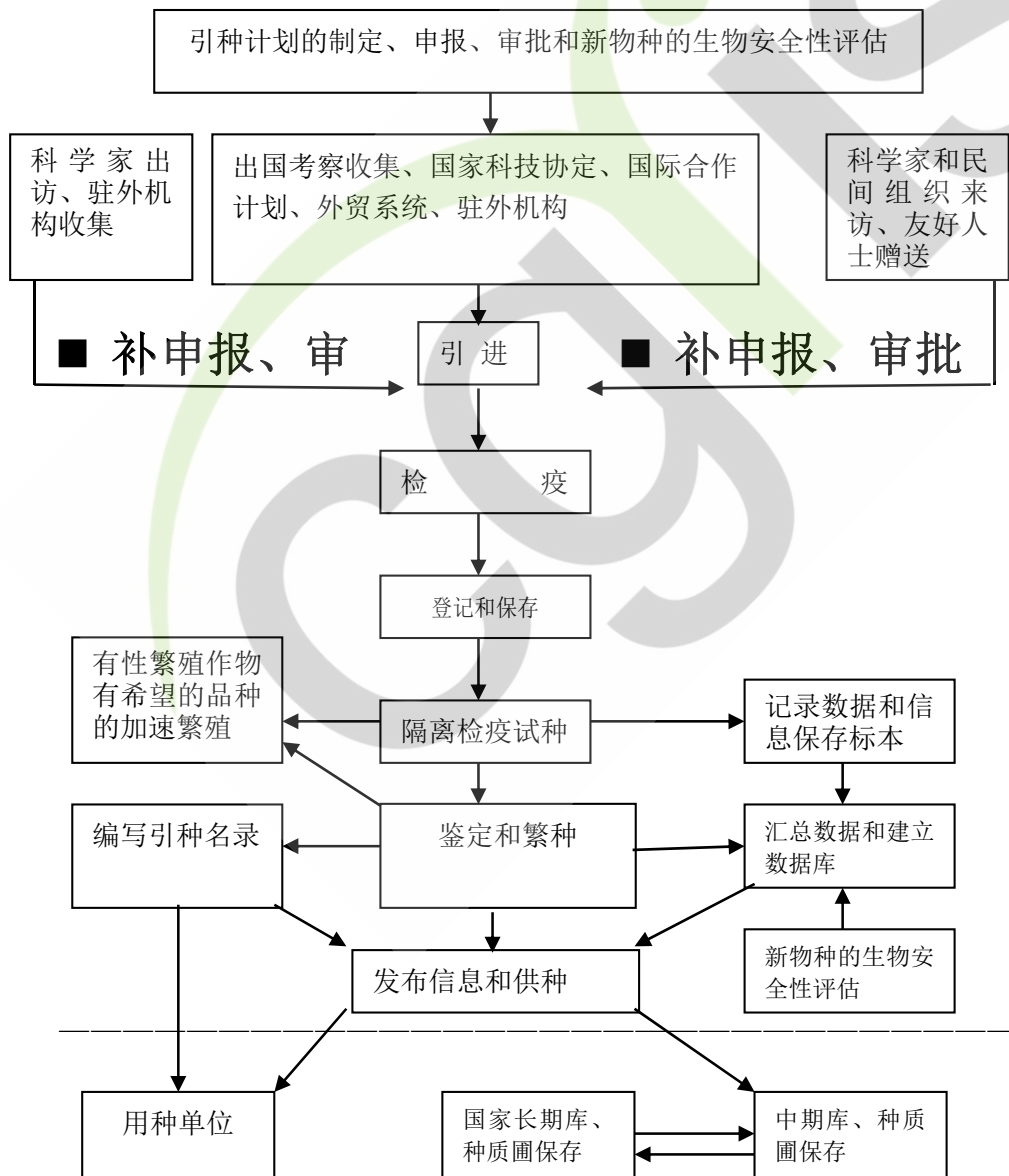 引种计划的制定、申报、审批和新物种的生物安全性评估
科学家出
访、驻外机
构收集
出国考察收集、国家科技协定、国际合作
计划、外贸系统、驻外机构
科学家和民
间组织来
访、友好人
士赠送
■ 补申报、审
引 进
■ 补申报、审批
检 疫
登记和保存
有性繁殖作物
有希望的品种
的加速繁殖
隔离检疫试种
记录数据和信
息保存标本
编写引种名录
鉴定和繁种
汇总数据和建立
数据库
发布信息和供种
新物种的生物安
全性评估
用种单位
国家长期库、
种质圃保存
中期库、种质
圃保存
cgris